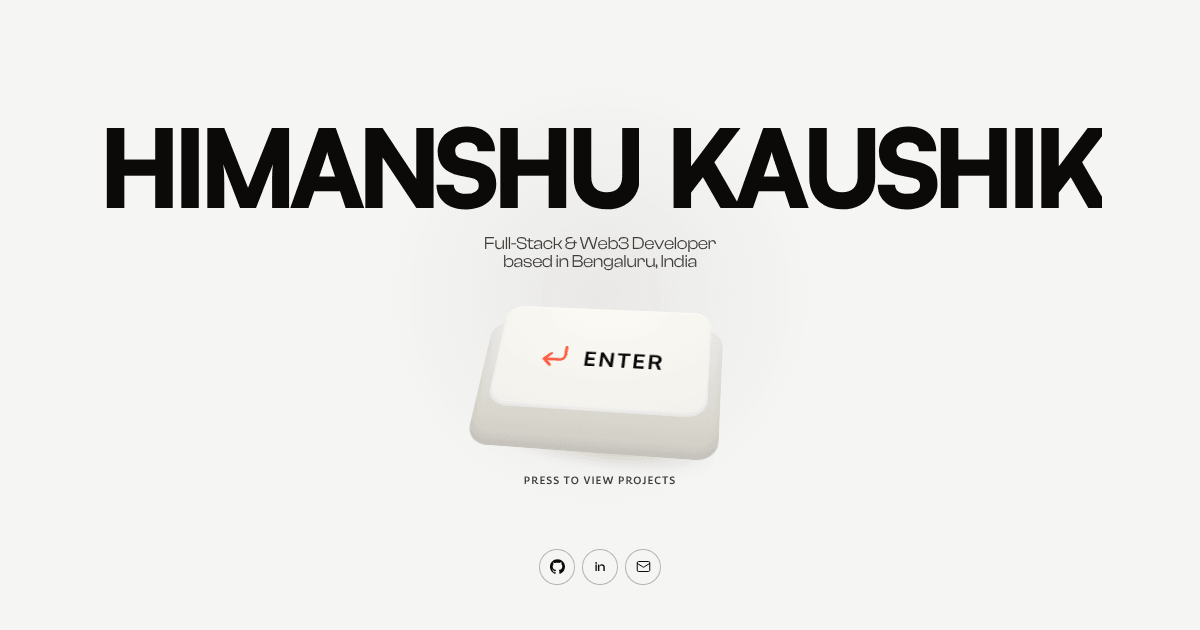 HIMANSHU KAUSHIK
Full-Stack & Web3 Developer
based in Bengaluru, India
ENTER
PRESS TO VIEW PROJECTS
in